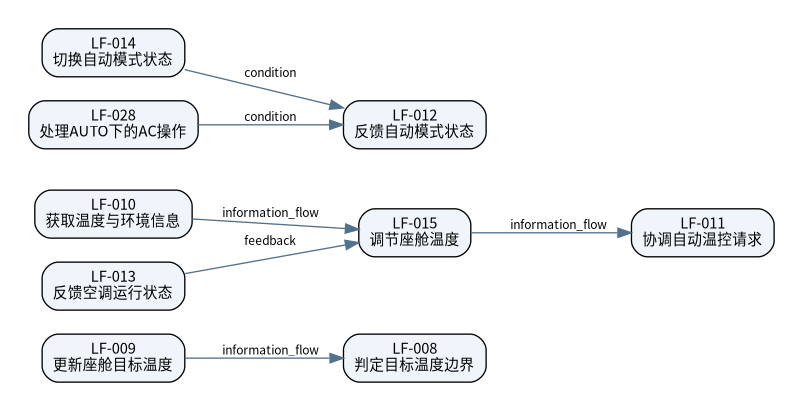 LF-014
切换自动模式状态
condition
LF-028
处理AUTO下的AC操作
condition
LF-012
反馈自动模式状态
LF-010
获取温度与环境信息
information_flow
LF-013
反馈空调运行状态
feedback
LF-015
调节座舱温度
information_flow
LF-011
协调自动温控请求
LF-009
更新座舱目标温度
information_flow
LF-008
判定目标温度边界